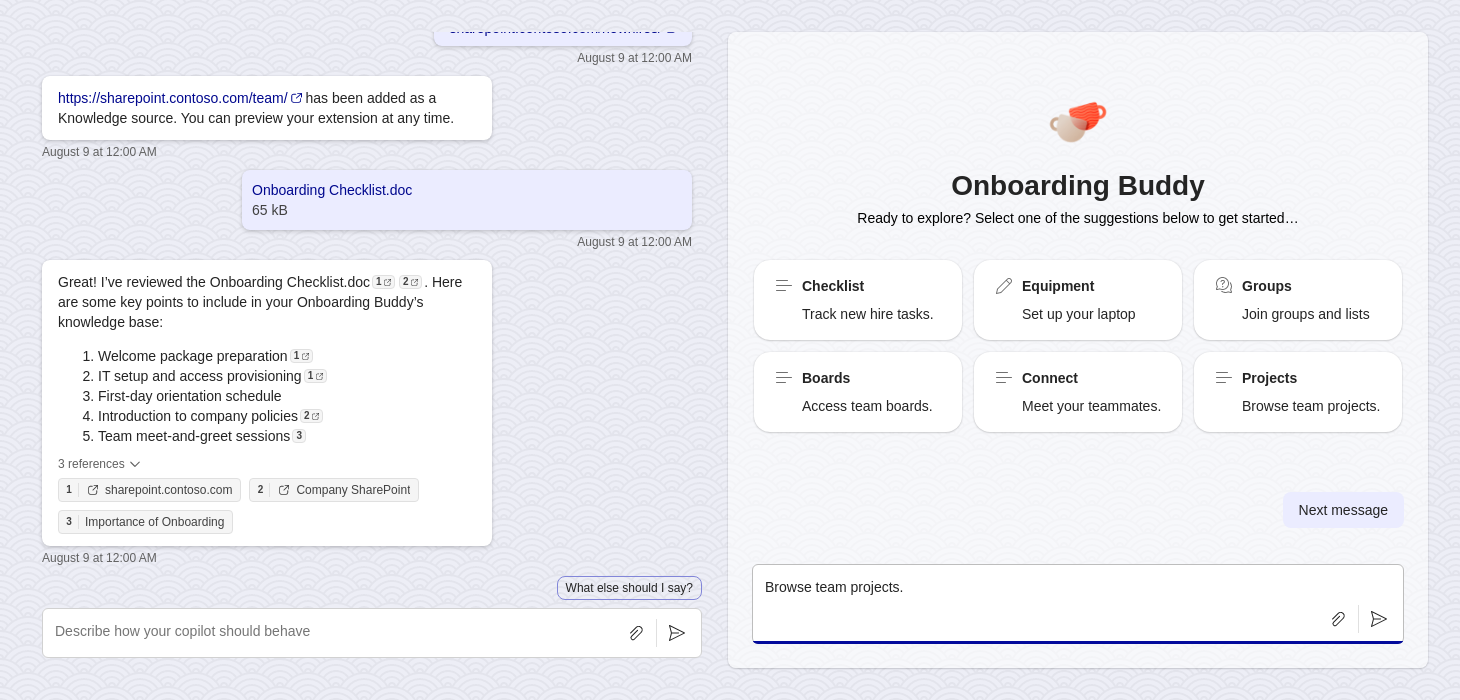 August 9 at 12:00 AM
https://sharepoint.contoso.com/team/ has been added as a
Knowledge source. You can preview your extension at any time.
August 9 at 12:00 AM
Onboarding Checklist.doc
65 kB
August 9 at 12:00 AM
Great! I’ve reviewed the Onboarding Checklist.doc 1 2 . Here
are some key points to include in your Onboarding Buddy’s
knowledge base:
1. Welcome package preparation 1
2. IT setup and access provisioning 1
3. First-day orientation schedule
4. Introduction to company policies 2
5. Team meet-and-greet sessions 3
3 references
1 sharepoint.contoso.com 2 Company SharePoint
3 Importance of Onboarding
August 9 at 12:00 AM
What else should I say?
Describe how your copilot should behave
Onboarding Buddy
Ready to explore? Select one of the suggestions below to get started…
Checklist
Track new hire tasks.
Equipment
Set up your laptop
Groups
Join groups and lists
Boards
Access team boards.
Connect
Meet your teammates.
Projects
Browse team projects.
Next message
Browse team projects.